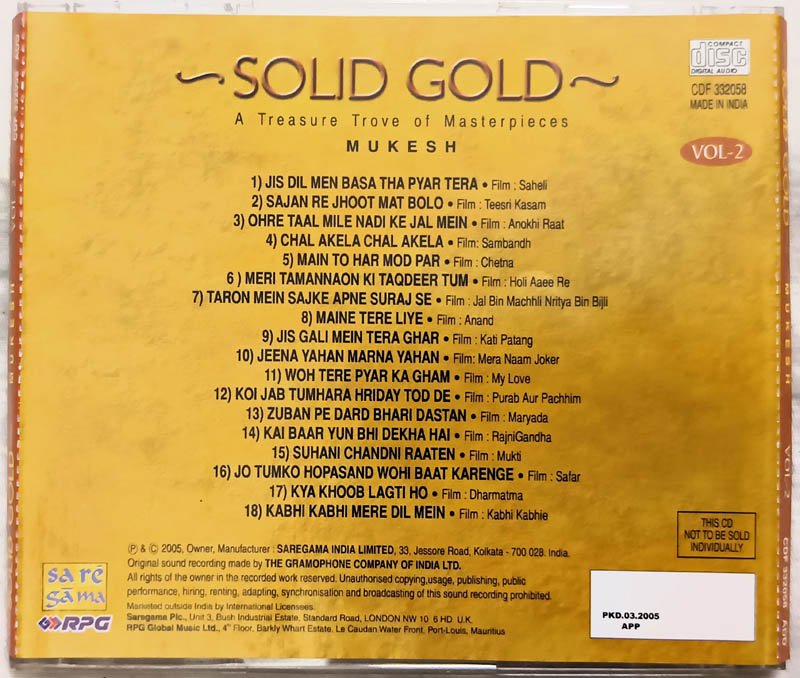 COMPACT
disc
DIGITAL AUDIO
CDF 332058
MADE IN INDIA
~SOLID GOLD~
A Treasure Trove of Masterpieces
MUKESH
VOL-2
1) JIS DIL MEN BASA THA PYAR TERA • Film : Saheli
2) SAJAN RE JHOOT MAT BOLO • Film : Teesri Kasam
3) OHRE TAAL MILE NADI KE JAL MEIN • Film : Anokhi Raat
4) CHAL AKELA CHAL AKELA • Film: Sambandh
5) MAIN TO HAR MOD PAR • Film : Chetna
6 ) MERI TAMANNAON KI TAQDEER TUM • Film : Holi Aaee Re
7) TARON MEIN SAJKE APNE SURAJ SE • Film : Jal Bin Machhli Nritya Bin Bijli
8) MAINE TERE LIYE • Film : Anand
9) JIS GALI MEIN TERA GHAR • Film : Kati Patang
10) JEENA YAHAN MARNA YAHAN • Film: Mera Naam Joker
11) WOH TERE PYAR KA GHAM • Film : My Love
12) KOI JAB TUMHARA HRIDAY TOD DE • Film : Purab Aur Pachhim
13) ZUBAN PE DARD BHARI DASTAN • Film : Maryada
14) KAI BAAR YUN BHI DEKHA HAI • Film : RajniGandha
15) SUHANI CHANDNI RAATEN • Film : Mukti
16) JO TUMKO HOPASAND WOHI BAAT KARENGE • Film : Safar
17) KYA KHOOB LAGTI HO • Film : Dharmatma
18) KABHI KABHI MERE DIL MEIN • Film : Kabhi Kabhie
THIS CD
NOT TO BE SOLD
INDIVIDUALLY
℗ & © 2005, Owner, Manufacturer : SAREGAMA INDIA LIMITED, 33, Jessore Road, Kolkata - 700 028. India.
Original sound recording made by THE GRAMOPHONE COMPANY OF INDIA LTD.
All rights of the owner in the recorded work reserved. Unauthorised copying,usage, publishing, public
performance, hiring, renting, adapting, synchronisation and broadcasting of this sound recording prohibited.
Marketed outside India by International Licensees.
Saregama Plc., Unit 3, Bush Industrial Estate, Standard Road, LONDON NW 10 6 HD U.K.
RPG Global Music Ltd., 4th Floor, Barkly Wharf Estate, Le Caudan Water Front, Port-Louis, Mauritius
sa rē
gama
RPG
PKD.03.2005
APP
GOLD
MUKESH
VOL-2
CDF 332058 ADD